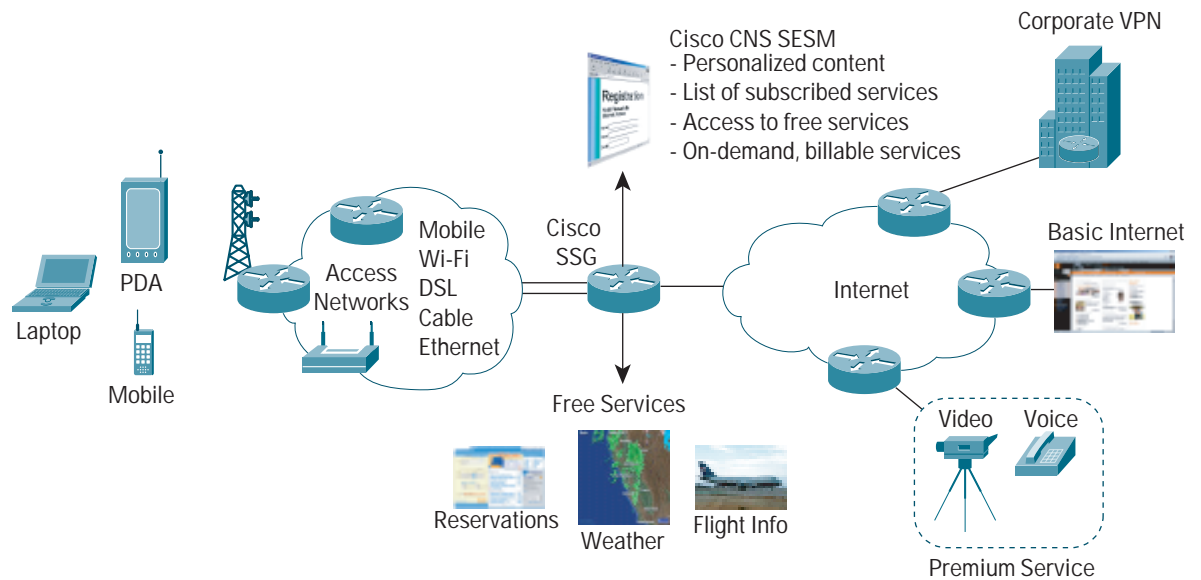 Cisco CNS SESM
- Personalized content
- List of subscribed services
- Access to free services
- On-demand, billable services
Corporate VPN
Registration
Laptop
PDA
Mobile
Access
Networks
Mobile
Wi-Fi
DSL
Cable
Ethernet
Cisco
SSG
Internet
Basic Internet
Free Services
Reservations
Weather
Flight Info
Video
Voice
Premium Service